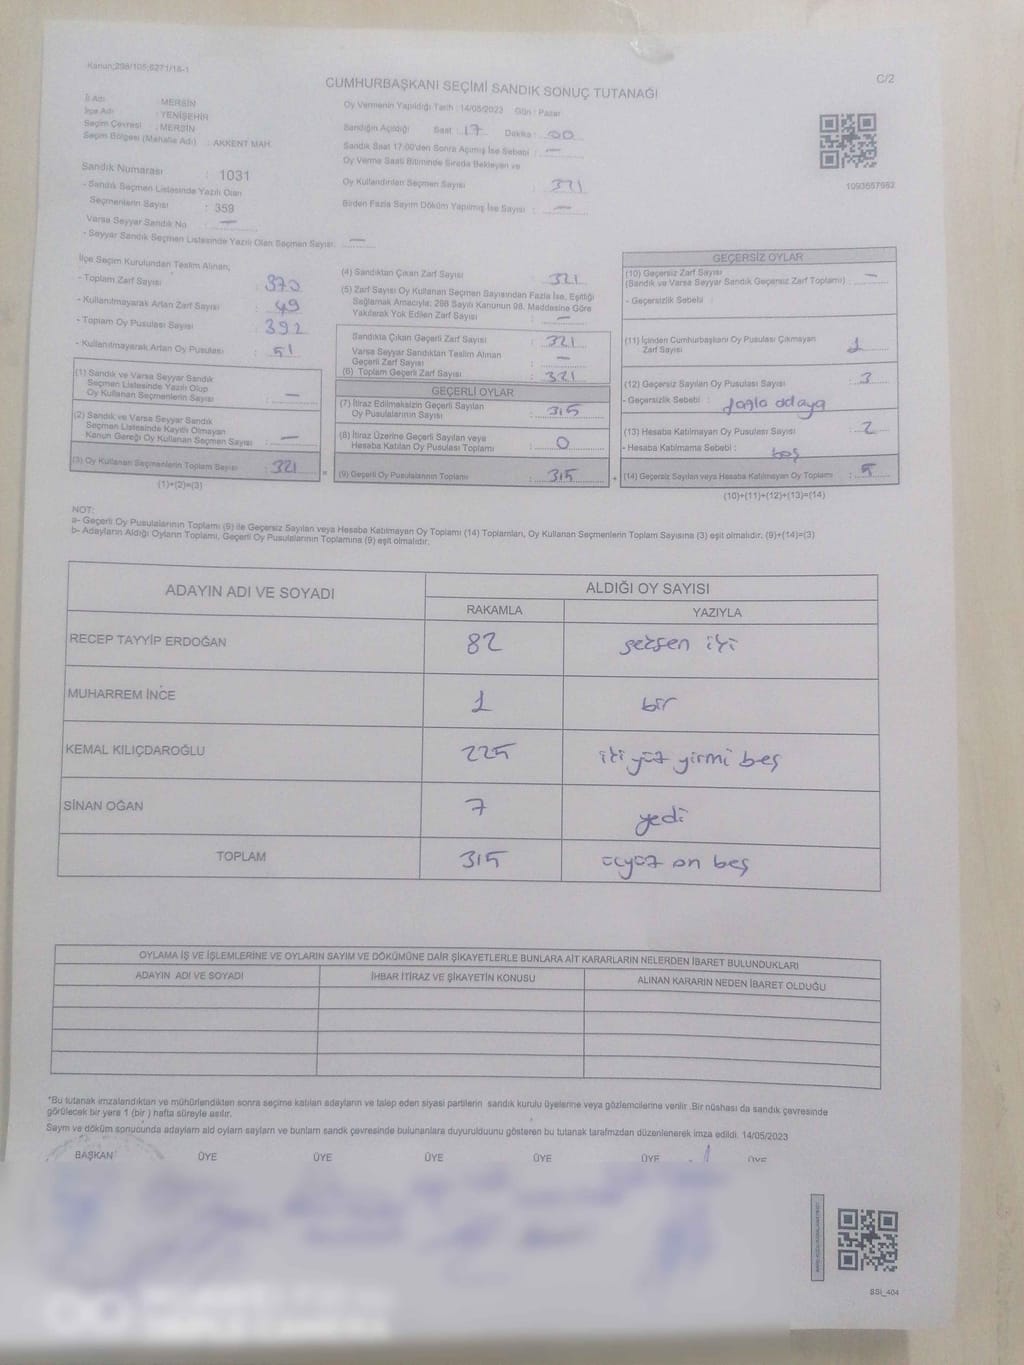 Kanun;298/105;6271/16-1
C/2
CUMHURBAŞKANI SEÇİMİ SANDIK SONUÇ TUTANAĞI
İl Adı : MERSİN
İlçe Adı : YENİŞEHİR
Seçim Çevresi : MERSİN
Seçim Bölgesi (Mahalle Adı) : AKKENT MAH.
Oy Vermenin Yapıldığı Tarih : 14/05/2023 Gün : Pazar
Sandığın Açıldığı Saat : 17 Dakika : 00
Sandık Saat 17:00'den Sonra Açılmış İse Sebebi : —
Oy Verme Saati Bitiminde Sırada Bekleyen ve
Oy Kullandırılan Seçmen Sayısı : 321
Birden Fazla Sayım Döküm Yapılmış İse Sayısı : —
1093657952
Sandık Numarası : 1031
- Sandık Seçmen Listesinde Yazılı Olan
Seçmenlerin Sayısı : 359
Varsa Seyyar Sandık No : —
- Seyyar Sandık Seçmen Listesinde Yazılı Olan Seçmen Sayısı: —
İlçe Seçim Kurulundan Teslim Alınan;
- Toplam Zarf Sayısı : 370
- Kullanılmayarak Artan Zarf Sayısı : 49
- Toplam Oy Pusulası Sayısı : 392
- Kullanılmayarak Artan Oy Pusulası : 51
(1) Sandık ve Varsa Seyyar Sandık
Seçmen Listesinde Yazılı Olup
Oy Kullanan Seçmenlerin Sayısı : —
(2) Sandık ve Varsa Seyyar Sandık
Seçmen Listesinde Kayıtlı Olmayan
Kanun Gereği Oy Kullanan Seçmen Sayısı : —
(3) Oy Kullanan Seçmenlerin Toplam Sayısı : 321
(1)+(2)=(3)
(4) Sandıktan Çıkan Zarf Sayısı : 321
(5) Zarf Sayısı Oy Kullanan Seçmen Sayısından Fazla İse, Eşitliği
Sağlamak Amacıyla; 298 Sayılı Kanunun 98. Maddesine Göre
Yakılarak Yok Edilen Zarf Sayısı : —
Sandıkta Çıkan Geçerli Zarf Sayısı : 321
Varsa Seyyar Sandıktan Teslim Alınan
Geçerli Zarf Sayısı : —
(6) Toplam Geçerli Zarf Sayısı : 321
GEÇERLİ OYLAR
(7) İtiraz Edilmeksizin Geçerli Sayılan
Oy Pusulalarının Sayısı : 315
(8) İtiraz Üzerine Geçerli Sayılan veya
Hesaba Katılan Oy Pusulası Toplamı : 0
(9) Geçerli Oy Pusulalarının Toplamı : 315
GEÇERSİZ OYLAR
(10) Geçersiz Zarf Sayısı
(Sandık ve Varsa Seyyar Sandık Geçersiz Zarf Toplamı) : —
- Geçersizlik Sebebi :
(11) İçinden Cumhurbaşkanı Oy Pusulası Çıkmayan
Zarf Sayısı : 1
(12) Geçersiz Sayılan Oy Pusulası Sayısı : 3
- Geçersizlik Sebebi : fazla adaya
(13) Hesaba Katılmayan Oy Pusulası Sayısı : 2
- Hesaba Katılmama Sebebi : boş
(14) Geçersiz Sayılan veya Hesaba Katılmayan Oy Toplamı : 5
(10)+(11)+(12)+(13)=(14)
NOT:
a- Geçerli Oy Pusulalarının Toplamı (9) ile Geçersiz Sayılan veya Hesaba Katılmayan Oy Toplamı (14) Toplamları, Oy Kullanan Seçmenlerin Toplam Sayısına (3) eşit olmalıdır. (9)+(14)=(3)
b- Adayların Aldığı Oyların Toplamı, Geçerli Oy Pusulalarının Toplamına (9) eşit olmalıdır.
ADAYIN ADI VE SOYADI ALDIĞI OY SAYISI
RAKAMLA YAZIYLA
RECEP TAYYİP ERDOĞAN 82 seksen iki
MUHARREM İNCE 1 bir
KEMAL KILIÇDAROĞLU 225 iki yüz yirmi beş
SİNAN OĞAN 7 yedi
TOPLAM 315 üçyüz on beş
OYLAMA İŞ VE İŞLEMLERİNE VE OYLARIN SAYIM VE DÖKÜMÜNE DAİR ŞİKAYETLERLE BUNLARA AİT KARARLARIN NELERDEN İBARET BULUNDUKLARI
ADAYIN ADI VE SOYADI İHBAR İTİRAZ VE ŞİKAYETİN KONUSU ALINAN KARARIN NEDEN İBARET OLDUĞU
*Bu tutanak imzalandıktan ve mühürlendikten sonra seçime katılan adayların ve talep eden siyasi partilerin sandık kurulu üyelerine veya gözlemcilerine verilir .Bir nüshası da sandık çevresinde
görülecek bir yere 1 (bir ) hafta süreyle asılır.
Sayım ve döküm sonucunda adaylarn ald oylarn saylarn ve bunlarn sandk çevresinde bulunanlara duyurulduunu gösteren bu tutanak tarafmzdan düzenlenerek imza edildi. 14/05/2023
BAŞKAN ÜYE ÜYE ÜYE ÜYE ÜYE ÜYE
SSI_404